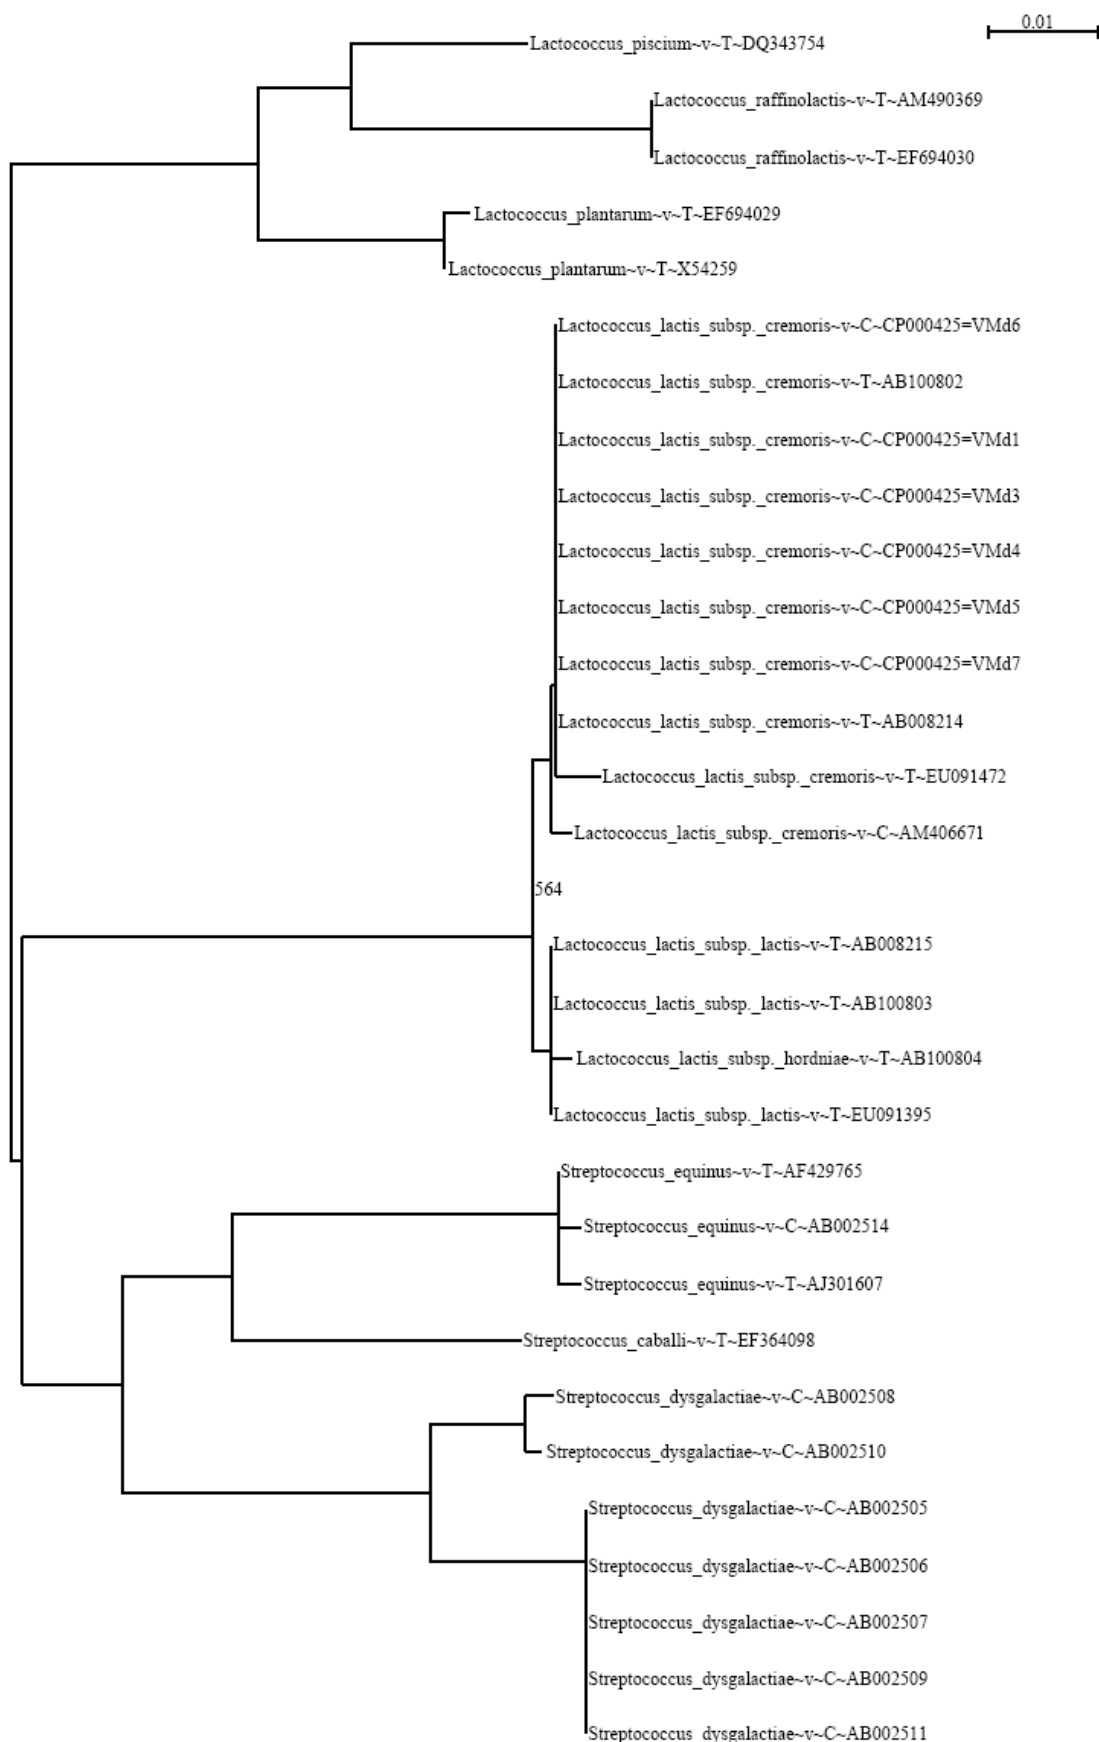 0.01
Lactococcus_piscium~v~T~DQ343754
Lactococcus_raffinolactis~v~T~AM490369
Lactococcus_raffinolactis~v~T~EF694030
Lactococcus_plantarum~v~T~EF694029
Lactococcus_plantarum~v~T~X54259
Lactococcus_lactis_subsp._cremoris~v~C~CP000425=VMd6
Lactococcus_lactis_subsp._cremoris~v~T~AB100802
Lactococcus_lactis_subsp._cremoris~v~C~CP000425=VMd1
Lactococcus_lactis_subsp._cremoris~v~C~CP000425=VMd3
Lactococcus_lactis_subsp._cremoris~v~C~CP000425=VMd4
Lactococcus_lactis_subsp._cremoris~v~C~CP000425=VMd5
Lactococcus_lactis_subsp._cremoris~v~C~CP000425=VMd7
Lactococcus_lactis_subsp._cremoris~v~T~AB008214
Lactococcus_lactis_subsp._cremoris~v~T~EU091472
Lactococcus_lactis_subsp._cremoris~v~C~AM406671
564
Lactococcus_lactis_subsp._lactis~v~T~AB008215
Lactococcus_lactis_subsp._lactis~v~T~AB100803
Lactococcus_lactis_subsp._hordniae~v~T~AB100804
Lactococcus_lactis_subsp._lactis~v~T~EU091395
Streptococcus_equinus~v~T~AF429765
Streptococcus_equinus~v~C~AB002514
Streptococcus_equinus~v~T~AJ301607
Streptococcus_caballi~v~T~EF364098
Streptococcus_dysgalactiae~v~C~AB002508
Streptococcus_dysgalactiae~v~C~AB002510
Streptococcus_dysgalactiae~v~C~AB002505
Streptococcus_dysgalactiae~v~C~AB002506
Streptococcus_dysgalactiae~v~C~AB002507
Streptococcus_dysgalactiae~v~C~AB002509
Streptococcus_dysgalactiae~v~C~AB002511